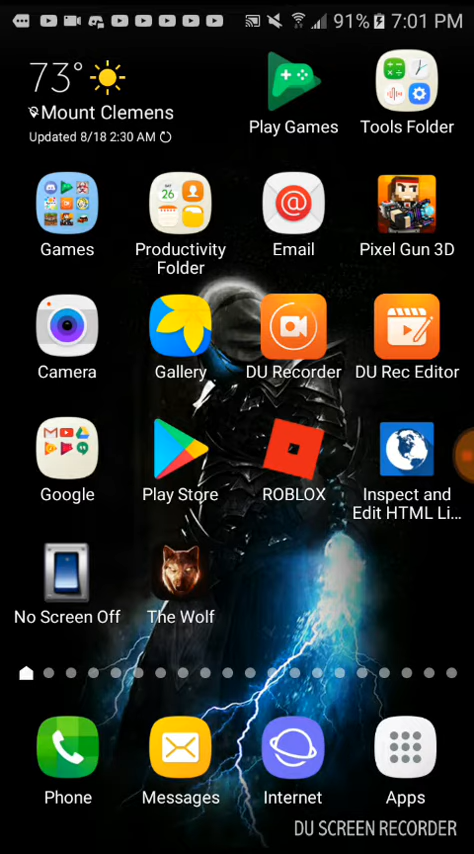 91% 7:01 PM
73°
Mount Clemens
Updated 8/18 2:30 AM
Play Games
Tools Folder
Games
Productivity
Folder
Email
Pixel Gun 3D
Camera
Gallery
DU Recorder
DU Rec Editor
Google
Play Store
ROBLOX
Inspect and
Edit HTML Li...
No Screen Off
The Wolf
Phone
Messages
Internet
Apps
DU SCREEN RECORDER